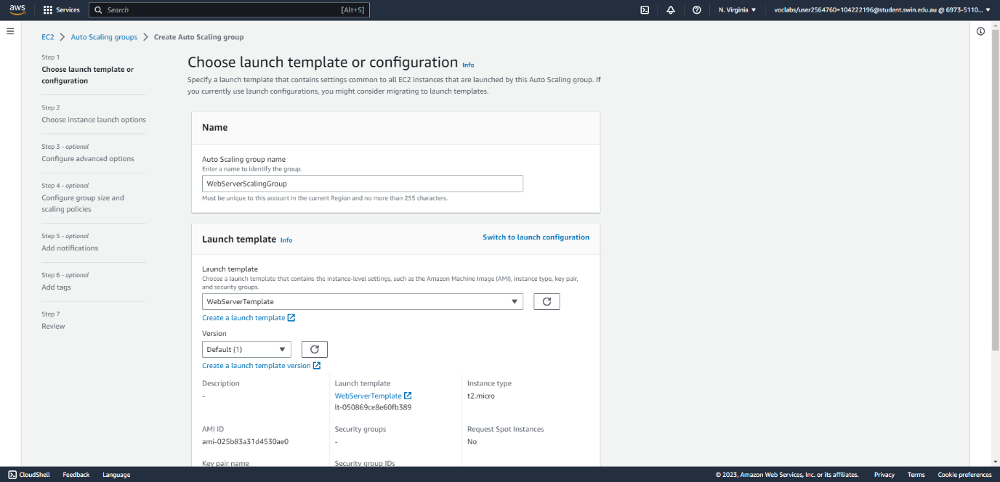 aws
Services
Search
[Alt+S]
N. Virginia
voclabs/user2564760=104222196@student.swin.edu.au @ 6973-5110...
EC2 > Auto Scaling groups > Create Auto Scaling group
Step 1
Choose launch template or
configuration
Step 2
Choose instance launch options
Step 3 - optional
Configure advanced options
Step 4 - optional
Configure group size and
scaling policies
Step 5 - optional
Add notifications
Step 6 - optional
Add tags
Step 7
Review
Choose launch template or configuration Info
Specify a launch template that contains settings common to all EC2 instances that are launched by this Auto Scaling group. If
you currently use launch configurations, you might consider migrating to launch templates.
Name
Auto Scaling group name
Enter a name to identify the group.
WebServerScalingGroup
Must be unique to this account in the current Region and no more than 255 characters.
Launch template Info
Switch to launch configuration
Launch template
Choose a launch template that contains the instance-level settings, such as the Amazon Machine Image (AMI), instance type, key pair,
and security groups.
WebServerTemplate
Create a launch template
Version
Default (1)
Create a launch template version
Description
-
Launch template
WebServerTemplate
lt-050869ce8e60fb389
Instance type
t2.micro
AMI ID
ami-025b83a31d4530ae0
Security groups
-
Request Spot Instances
No
Key pair name
Security group IDs
CloudShell
Feedback
Language
© 2023, Amazon Web Services, Inc. or its affiliates.
Privacy
Terms
Cookie preferences